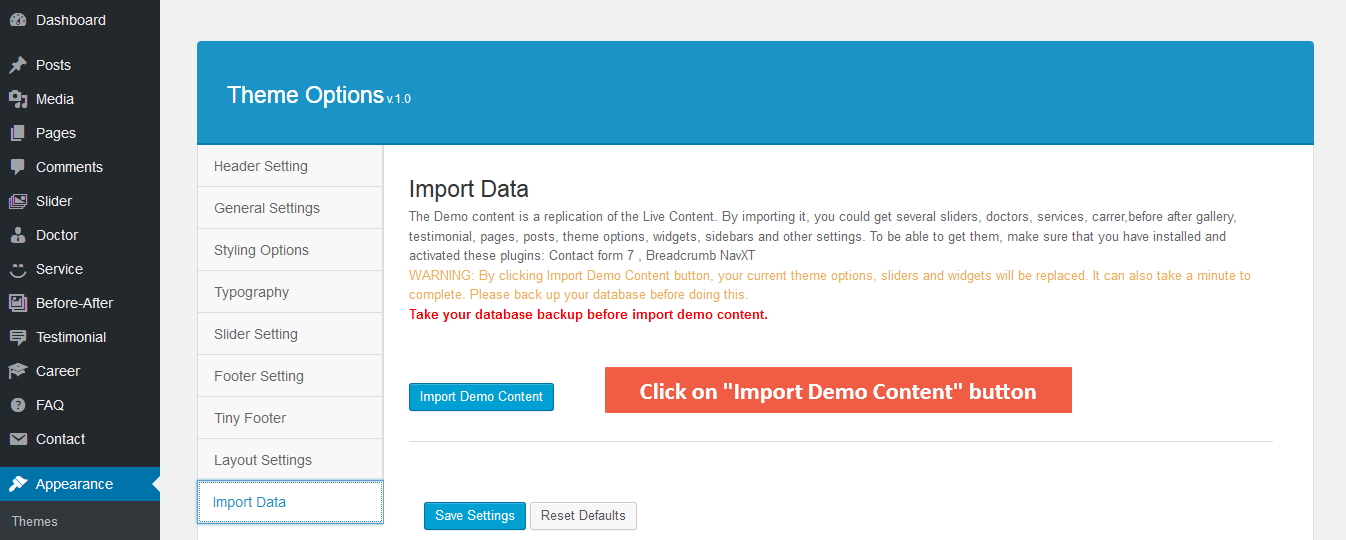 Dashboard
Posts
Media
Pages
Comments
Slider
Doctor
Service
Before-After
Testimonial
Career
FAQ
Contact
Appearance
Themes
Theme Options v.1.0
Header Setting
General Settings
Styling Options
Typography
Slider Setting
Footer Setting
Tiny Footer
Layout Settings
Import Data
Import Data
The Demo content is a replication of the Live Content. By importing it, you could get several sliders, doctors, services, carrer,before after gallery,
testimonial, pages, posts, theme options, widgets, sidebars and other settings. To be able to get them, make sure that you have installed and
activated these plugins: Contact form 7 , Breadcrumb NavXT
WARNING: By clicking Import Demo Content button, your current theme options, sliders and widgets will be replaced. It can also take a minute to
complete. Please back up your database before doing this.
Take your database backup before import demo content.
Import Demo Content
Click on "Import Demo Content" button
Save Settings
Reset Defaults